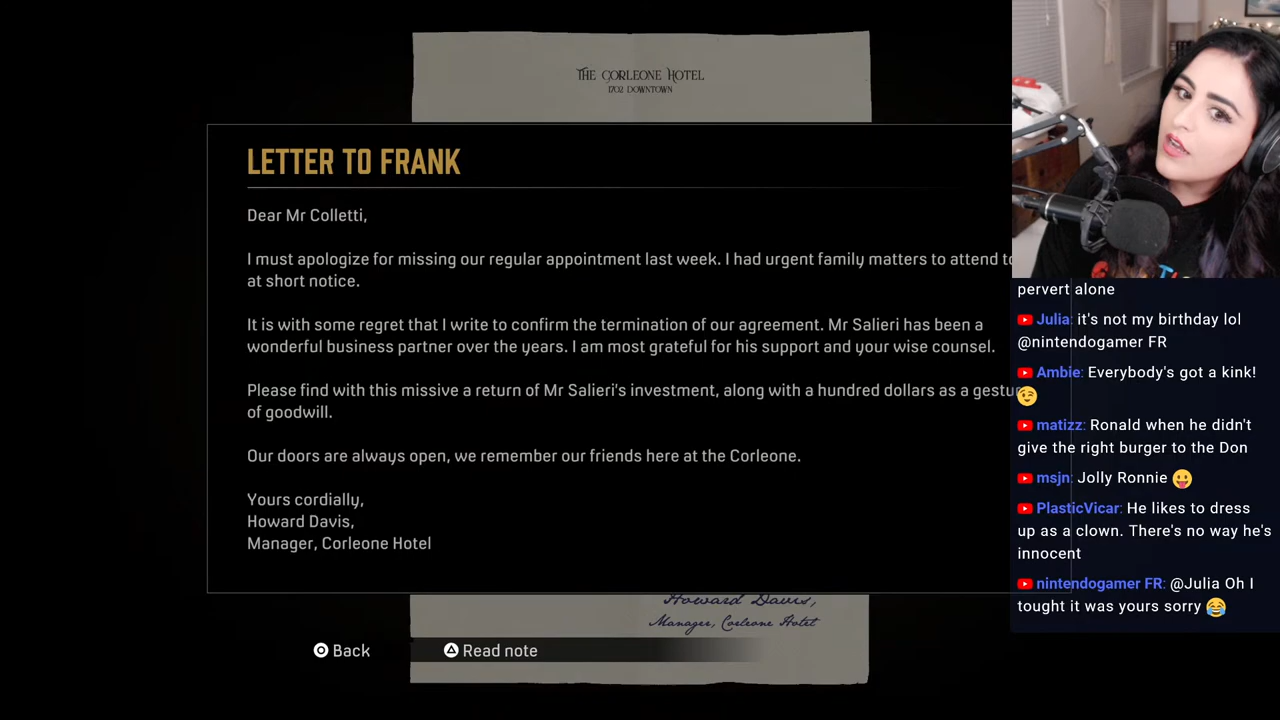 THE CORLEONE HOTEL
1702 DOWNTOWN
LETTER TO FRANK
Dear Mr Colletti,
I must apologize for missing our regular appointment last week. I had urgent family matters to attend to
at short notice.
It is with some regret that I write to confirm the termination of our agreement. Mr Salieri has been a
wonderful business partner over the years. I am most grateful for his support and your wise counsel.
Please find with this missive a return of Mr Salieri's investment, along with a hundred dollars as a gestur
of goodwill.
Our doors are always open, we remember our friends here at the Corleone.
Yours cordially,
Howard Davis,
Manager, Corleone Hotel
Howard Davis,
Manager, Corleone Hotel
Back
Read note
pervert alone
Julia: it's not my birthday lol
@nintendogamer FR
Ambie: Everybody's got a kink!
😉
matizz: Ronald when he didn't
give the right burger to the Don
msjn: Jolly Ronnie 😛
PlasticVicar: He likes to dress
up as a clown. There's no way he's
innocent
nintendogamer FR: @Julia Oh I
tought it was yours sorry 😂